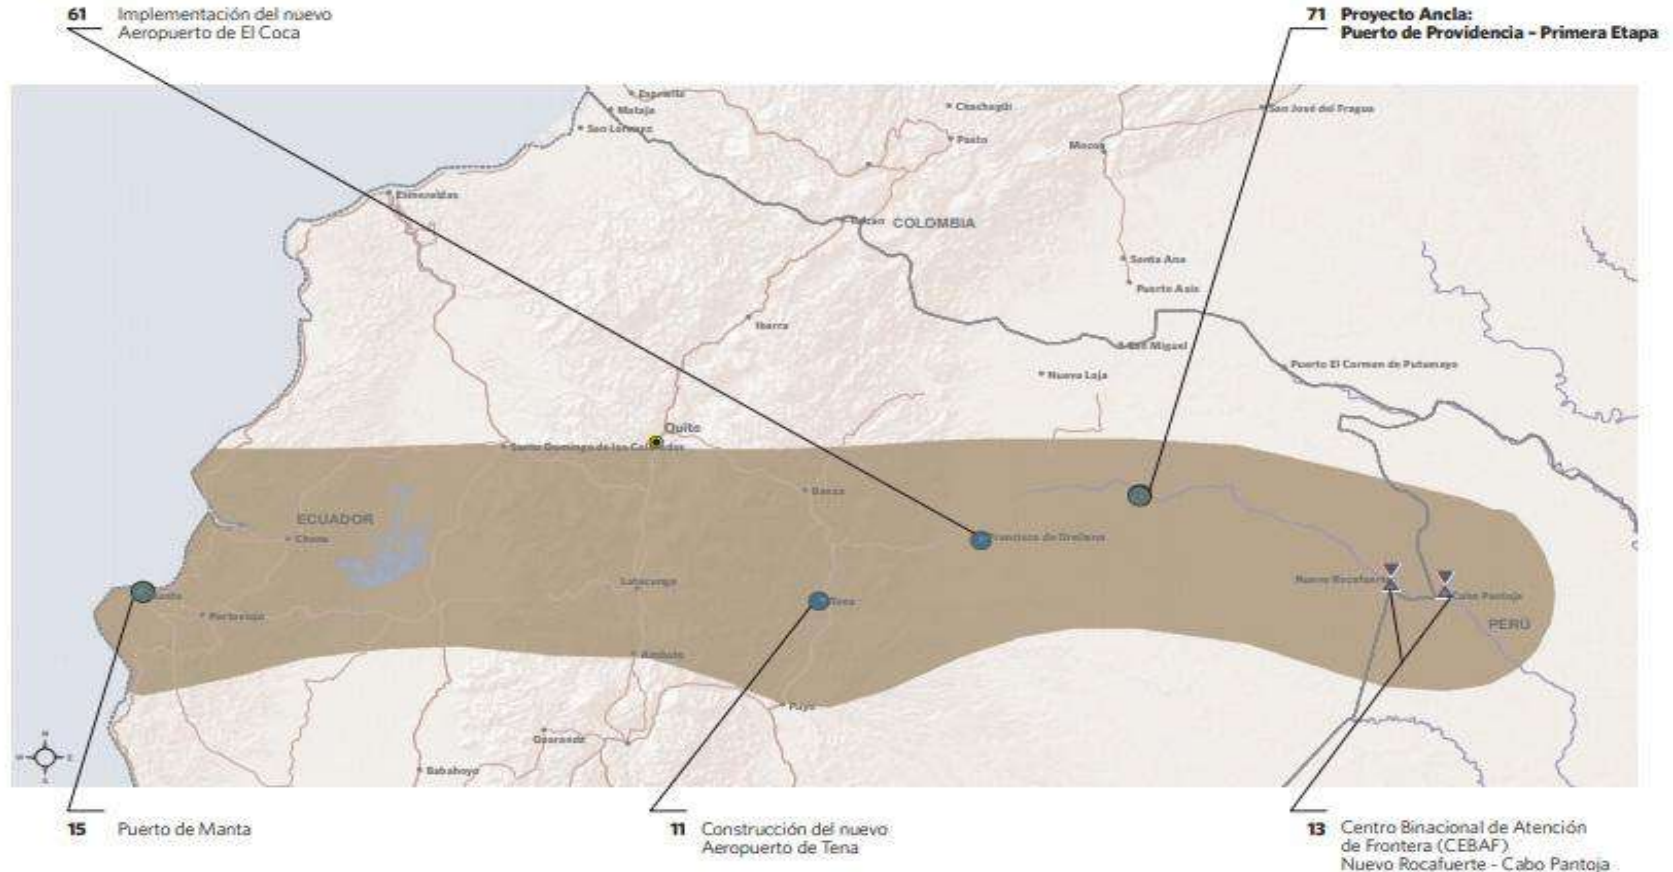 61 Implementación del nuevo
Aeropuerto de El Coca
71 Proyecto Ancla:
Puerto de Providencia – Primera Etapa
Mataja
San Lorenzo
Chachagüí
Pasto
Mocoa
San José del Fragua
Esmeraldas
COLOMBIA
Santa Ana
Puerto Asís
Ibarra
San Miguel
Puerto El Carmen de Putumayo
Nueva Loja
Quito
Santo Domingo de los Coloradas
Baeza
ECUADOR
Chone
Francisco de Orellana
Latacunga
Nuevo Rocafuerte
Cabo Pantoja
Manta
Portoviejo
Tena
PERÚ
Ambato
Puyo
Guaranda
Babahoyo
N
W E
S
15 Puerto de Manta
11 Construcción del nuevo
Aeropuerto de Tena
13 Centro Binacional de Atención
de Frontera (CEBAF)
Nuevo Rocafuerte - Cabo Pantoja